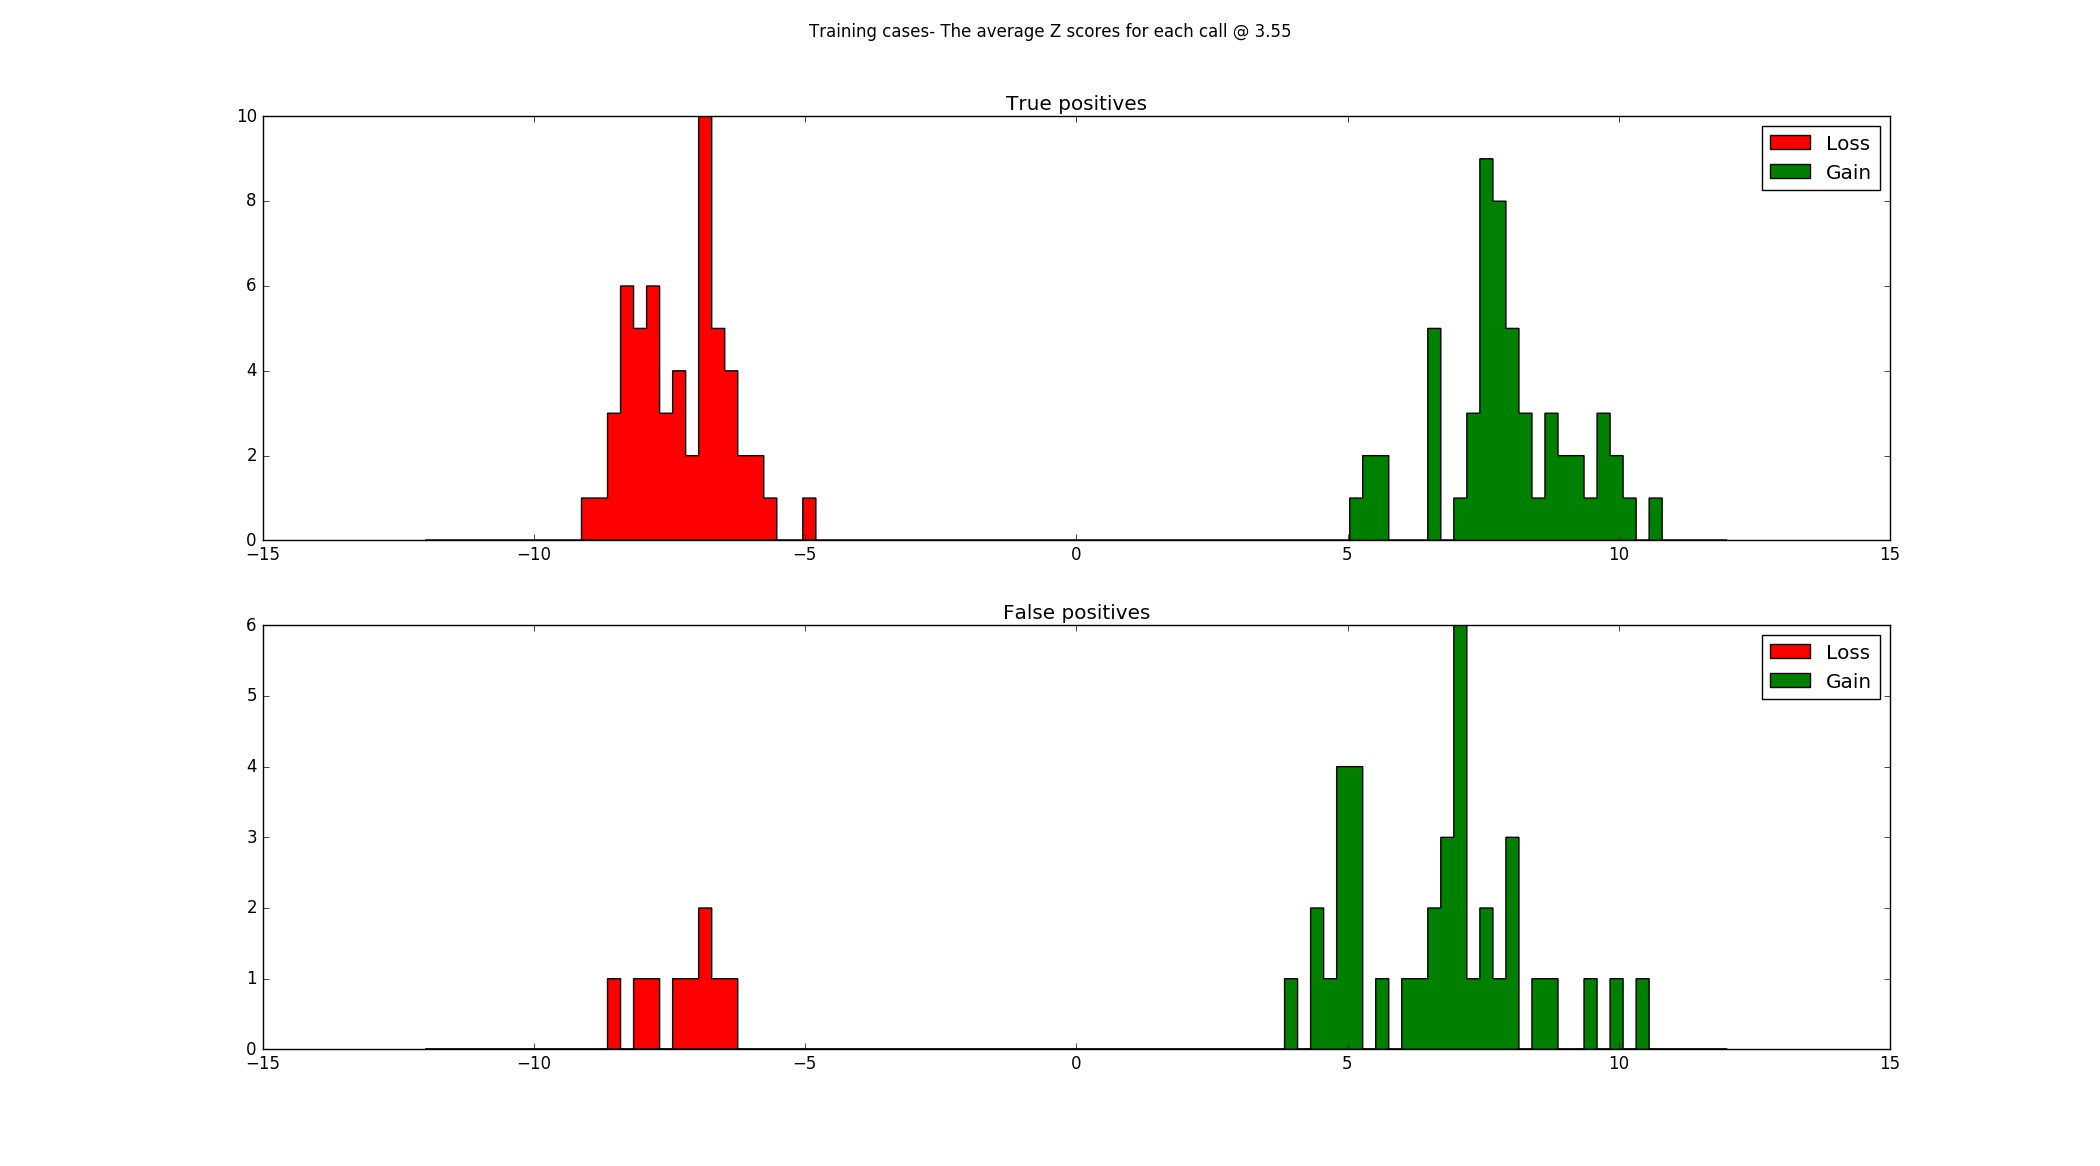 Training cases- The average Z scores for each call @ 3.55
True positives
10
8
6
4
2
0
Loss
Gain
−15 −10 −5 0 5 10 15
False positives
6
5
4
3
2
1
0
Loss
Gain
−15 −10 −5 0 5 10 15